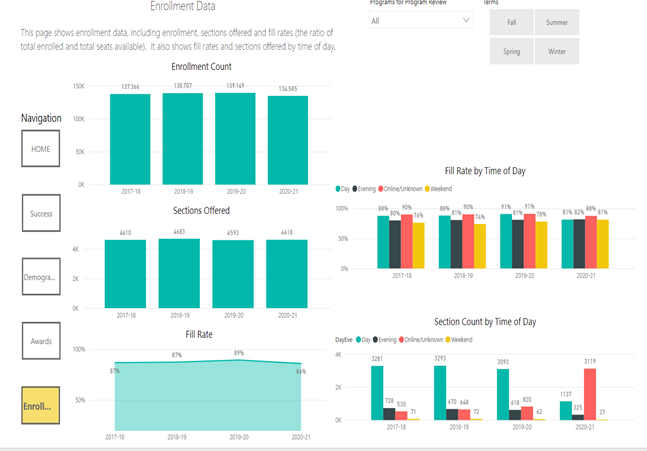 Enrollment Data
Programs for Program Review
Terms
All
Fall
Summer
Spring
Winter
This page shows enrollment data, including enrollment, sections offered and fill rates (the ratio of
total enrolled and total seats available). It also shows fill rates and sections offered by time of day.
Navigation
HOME
Success
Demogra...
Awards
Enroll...
Enrollment Count
150K
100K
50K
0K
137,366
138,707
139,149
134,585
2017-18
2018-19
2019-20
2020-21
Sections Offered
4K
2K
0K
4610
4683
4593
4618
2017-18
2018-19
2019-20
2020-21
Fill Rate
100%
50%
87%
87%
89%
86%
2017-18
2018-19
2019-20
2020-21
Fill Rate by Time of Day
Day Evening Online/Unknown Weekend
100%
50%
0%
88% 80% 90% 76%
88% 81% 90% 74%
91% 81% 91% 78%
81% 82% 88% 81%
2017-18
2018-19
2019-20
2020-21
Section Count by Time of Day
DayEve Day Evening Online/Unknown Weekend
4K
2K
0K
3281 728 530 71
3293 670 648 72
3093 618 820 62
1137 325 3119 37
2017-18
2018-19
2019-20
2020-21